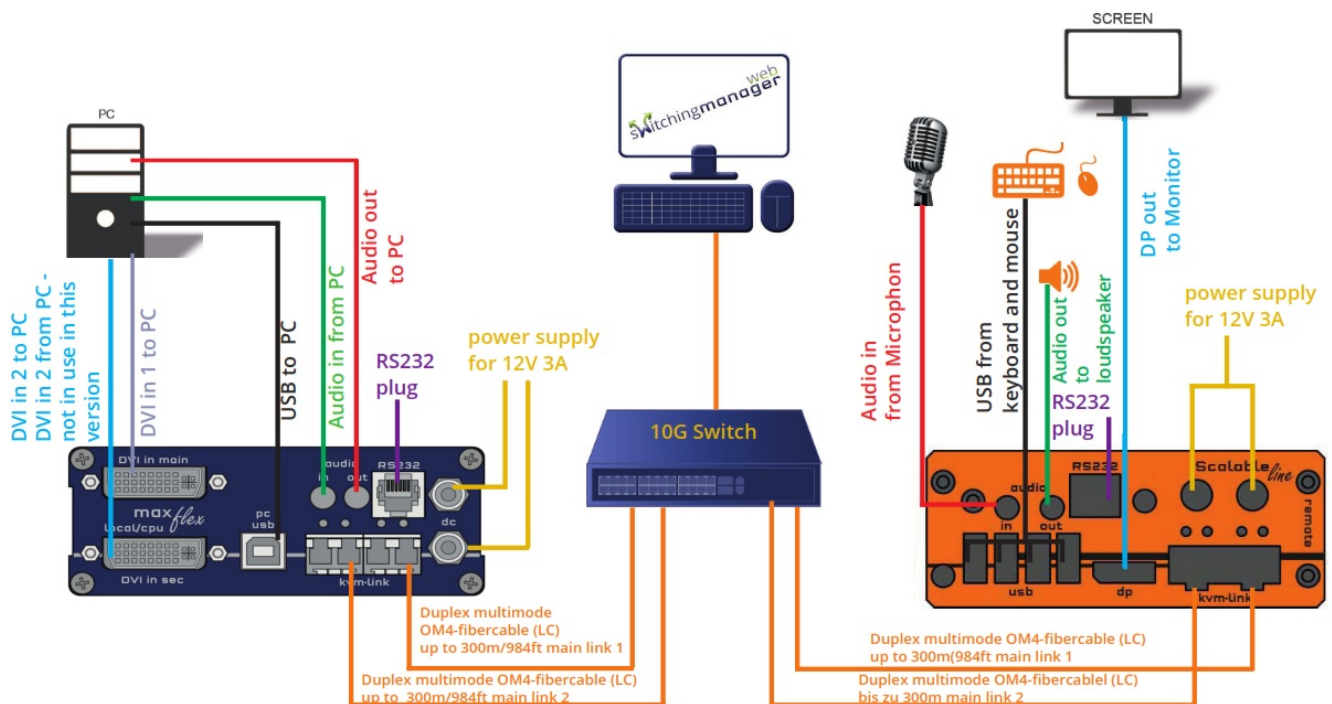 SCREEN
PC
switchingmanager
web
DVI in 2 to PC
DVI in 2 from PC -
not in use in this
version
DVI in 1 to PC
USB to PC
Audio in from PC
Audio out
to PC
RS232
plug
power supply
for 12V 3A
Audio in
from Microphon
USB from
keyboard and mouse
Audio out
to
loudspeaker
RS232
plug
DP out
to Monitor
power supply
for 12V 3A
10G Switch
DVI in main
maxflex
local/cpu
DVI in sec
pc
usb
audio
in
out
RS232
dc
kvm-link
audio
in
out
RS232
Scalable
line
remote
usb
dp
kvm-link
Duplex multimode
OM4-fibercable (LC)
up to 300m/984ft main link 1
Duplex multimode OM4-fibercable (LC)
up to 300m/984ft main link 2
Duplex multimode OM4-fibercable (LC)
up to 300m(984ft main link 1
Duplex multimode OM4-fibercablel (LC)
bis zu 300m main link 2